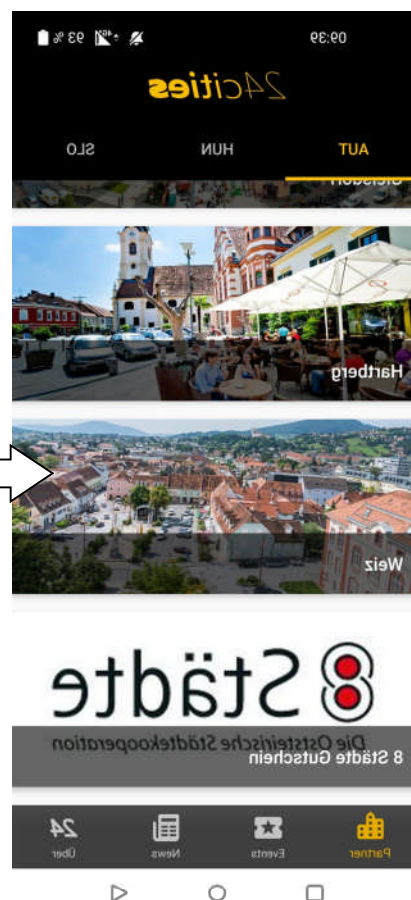 09:39 93 %
24cities
AUT HUN SLO
Gleisdorf
Hartberg
Weiz
8 Städte
Die Oststeirische Städtekooperation
8 Städte Gutschein
24
Partner Events News Über